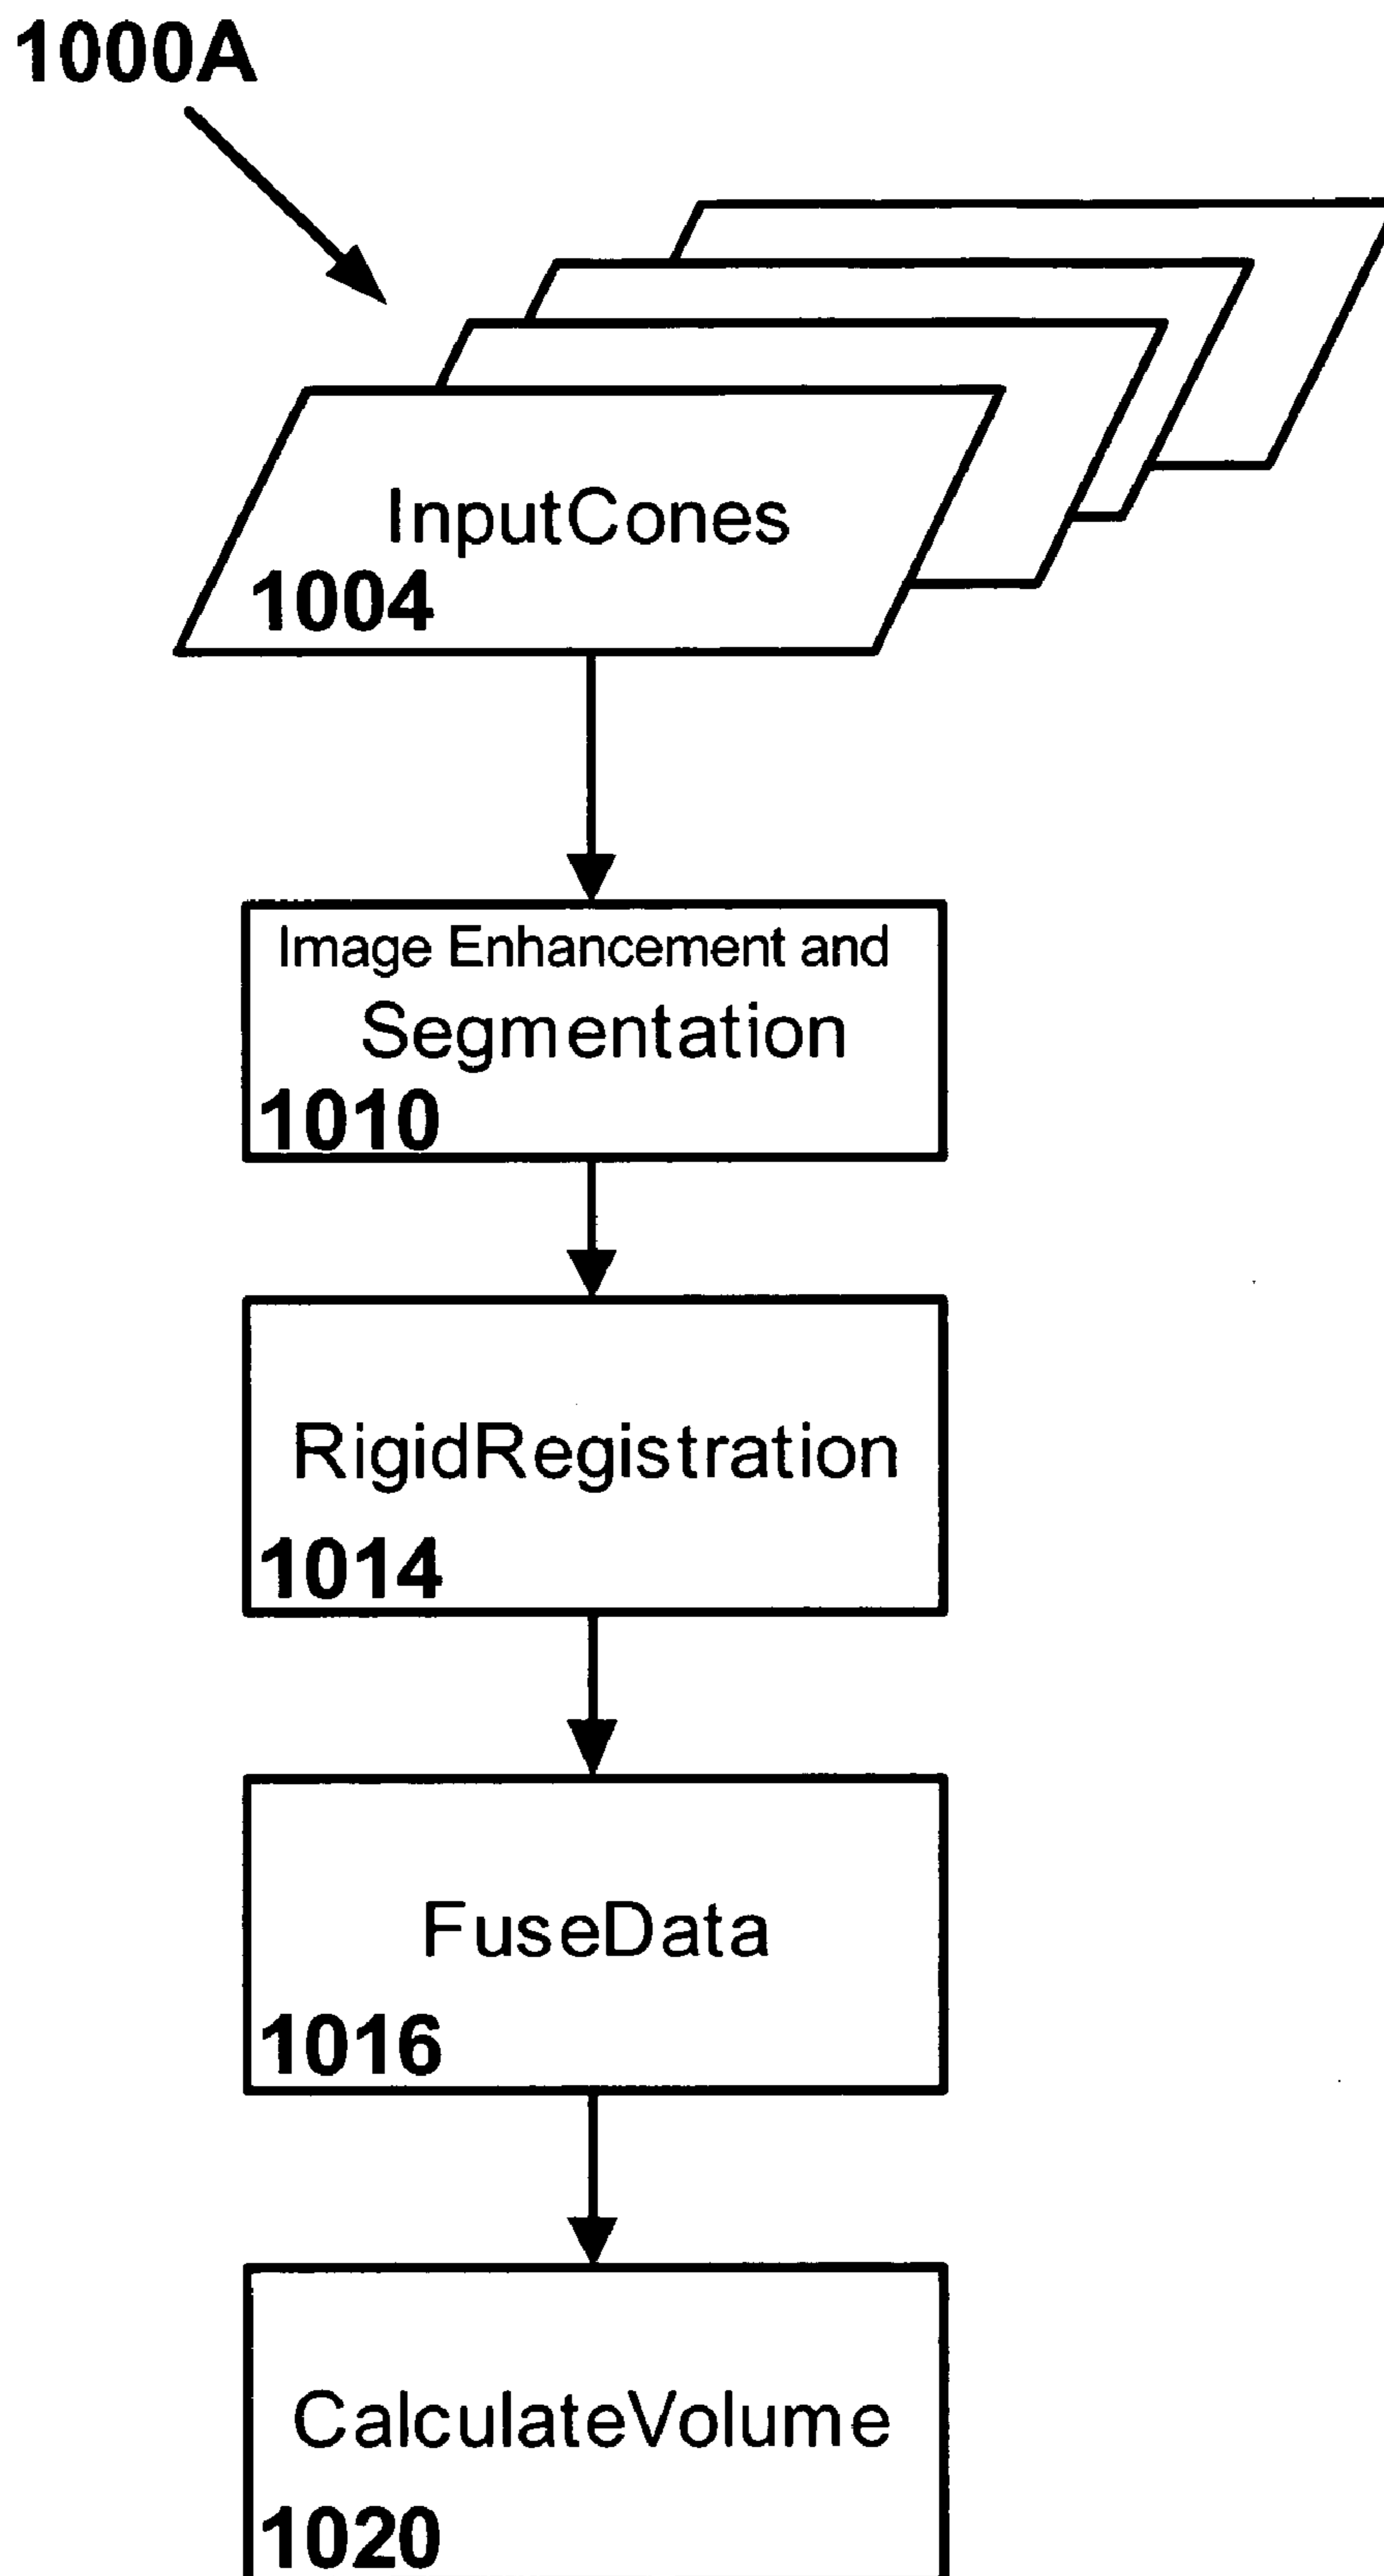 1000A
InputCones
1004
Image Enhancement and
Segmentation
1010
RigidRegistration
1014
FuseData
1016
CalculateVolume
1020